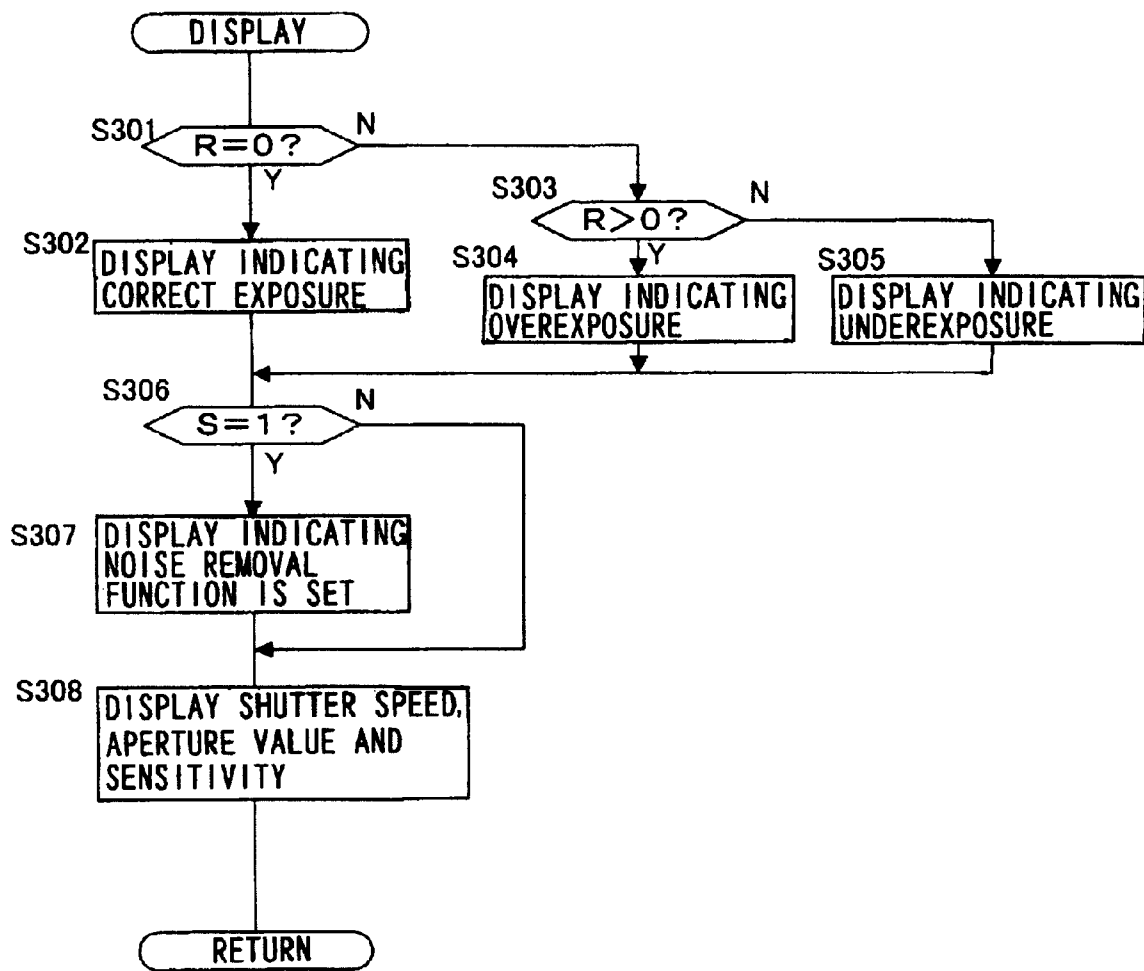 DISPLAY
S301
R=0?
N
Y
S303
R>0?
N
Y
S302
DISPLAY INDICATING
CORRECT EXPOSURE
S304
DISPLAY INDICATING
OVEREXPOSURE
S305
DISPLAY INDICATING
UNDEREXPOSURE
S306
S=1?
N
Y
S307
DISPLAY INDICATING
NOISE REMOVAL
FUNCTION IS SET
S308
DISPLAY SHUTTER SPEED,
APERTURE VALUE AND
SENSITIVITY
RETURN